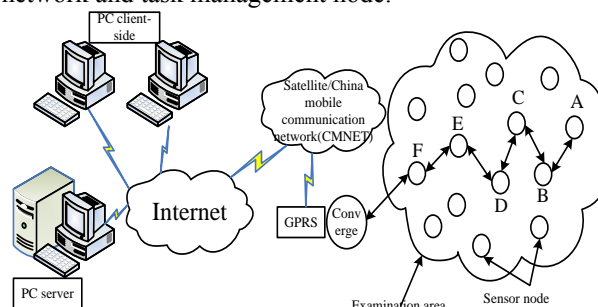 network and task management node.
PC client-
side
Satellite/China
mobile
communication
network(CMNET)
C
A
E
F
D
B
Internet
GPRS
Conv
erge
PC server
Examination area
Sensor node